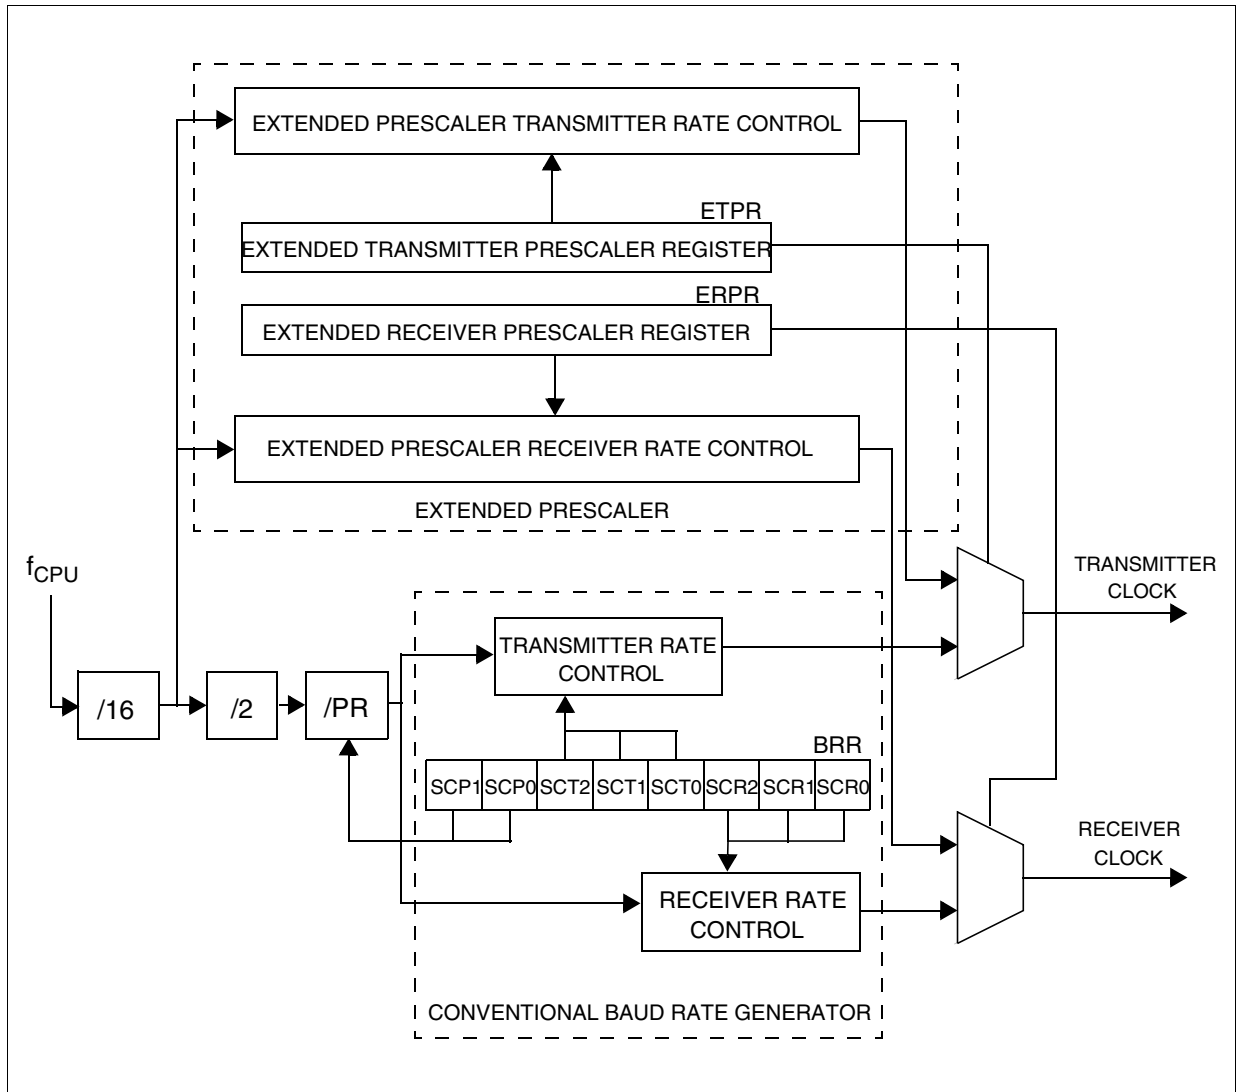 EXTENDED PRESCALER TRANSMITTER RATE CONTROL
ETPR
EXTENDED TRANSMITTER PRESCALER REGISTER
ERPR
EXTENDED RECEIVER PRESCALER REGISTER
EXTENDED PRESCALER RECEIVER RATE CONTROL
EXTENDED PRESCALER
fCPU
TRANSMITTER
CLOCK
TRANSMITTER RATE
CONTROL
/16
/2
/PR
BRR
SCP1 SCP0 SCT2 SCT1 SCT0 SCR2 SCR1 SCR0
RECEIVER
CLOCK
RECEIVER RATE
CONTROL
CONVENTIONAL BAUD RATE GENERATOR